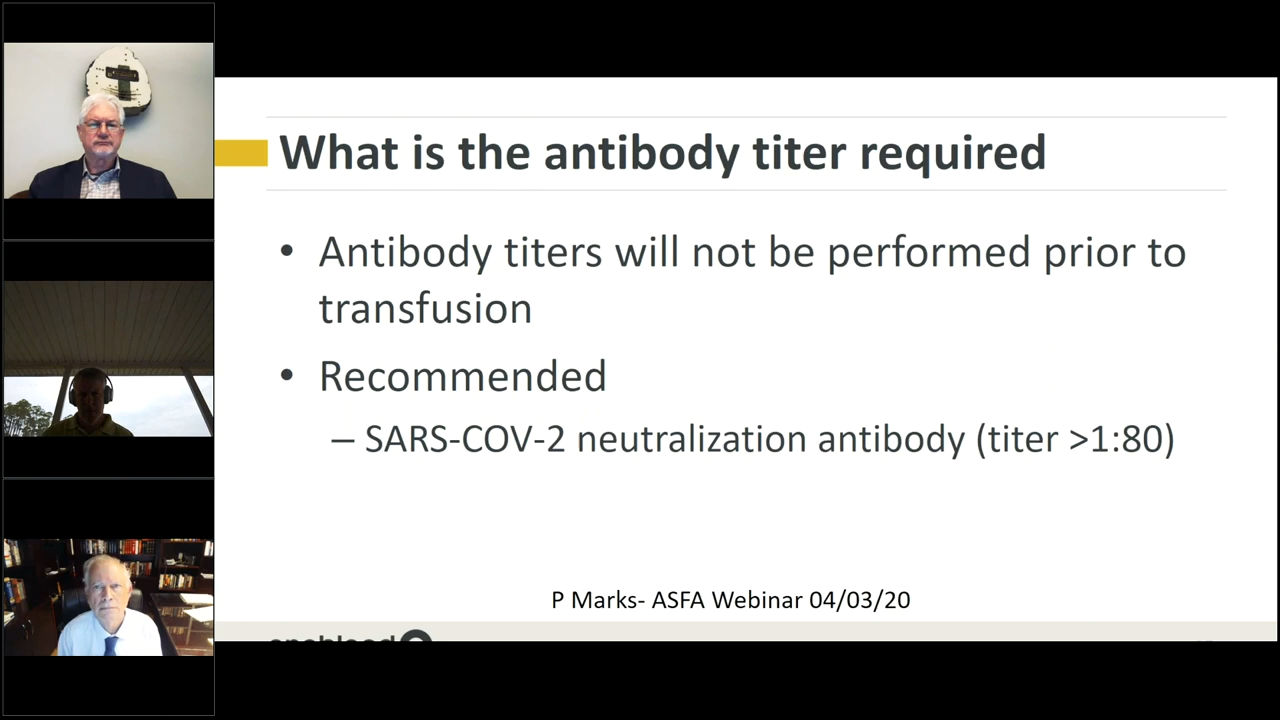 What is the antibody titer required
• Antibody titers will not be performed prior to
transfusion
• Recommended
– SARS-COV-2 neutralization antibody (titer >1:80)
P Marks- ASFA Webinar 04/03/20